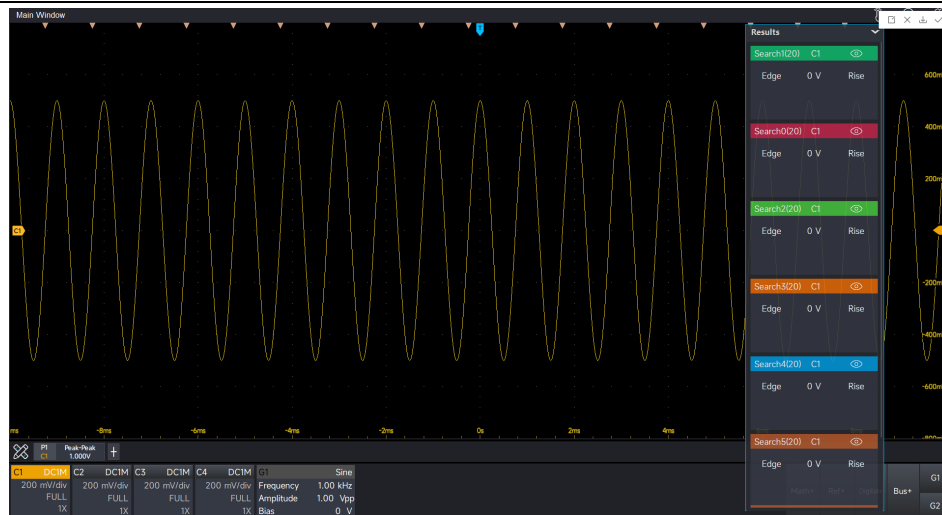 Main Window
T
Results
Search1(20) C1
Edge 0 V Rise
Search0(20) C1
Edge 0 V Rise
Search2(20) C1
Edge 0 V Rise
Search3(20) C1
Edge 0 V Rise
Search4(20) C1
Edge 0 V Rise
Search5(20) C1
Edge 0 V Rise
600m
400m
200m
C1
-200m
-400m
-600m
-800m
ms -8ms -6ms -4ms -2ms 0s 2ms 4ms
P1 Peak-Peak
C1 1.000V
C1 DC1M C2 DC1M C3 DC1M C4 DC1M G1 Sine
200 mV/div 200 mV/div 200 mV/div 200 mV/div Frequency 1.00 kHz
FULL FULL FULL FULL Amplitude 1.00 Vpp
1X 1X 1X 1X Bias 0 V
Math+ Ref+ Bus+
G1
G2